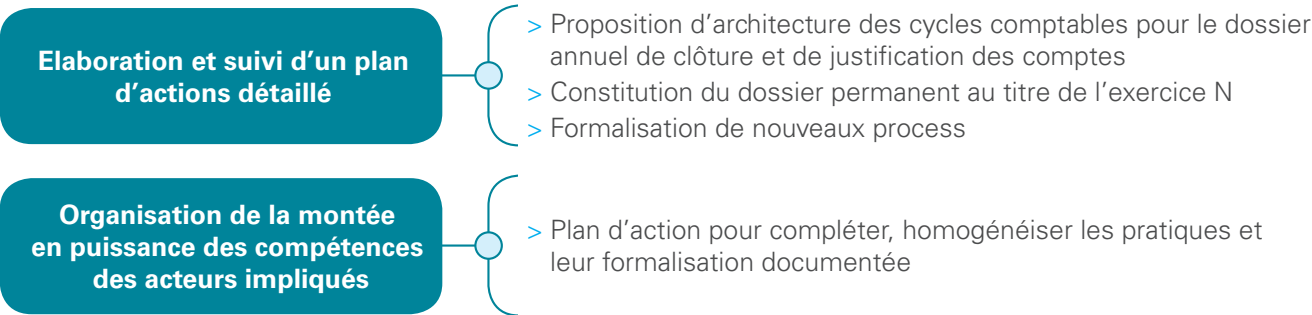 Elaboration et suivi d’un plan
d’actions détaillé
> Proposition d’architecture des cycles comptables pour le dossier
annuel de clôture et de justification des comptes
> Constitution du dossier permanent au titre de l’exercice N
> Formalisation de nouveaux process
Organisation de la montée
en puissance des compétences
des acteurs impliqués
> Plan d’action pour compléter, homogénéiser les pratiques et
leur formalisation documentée